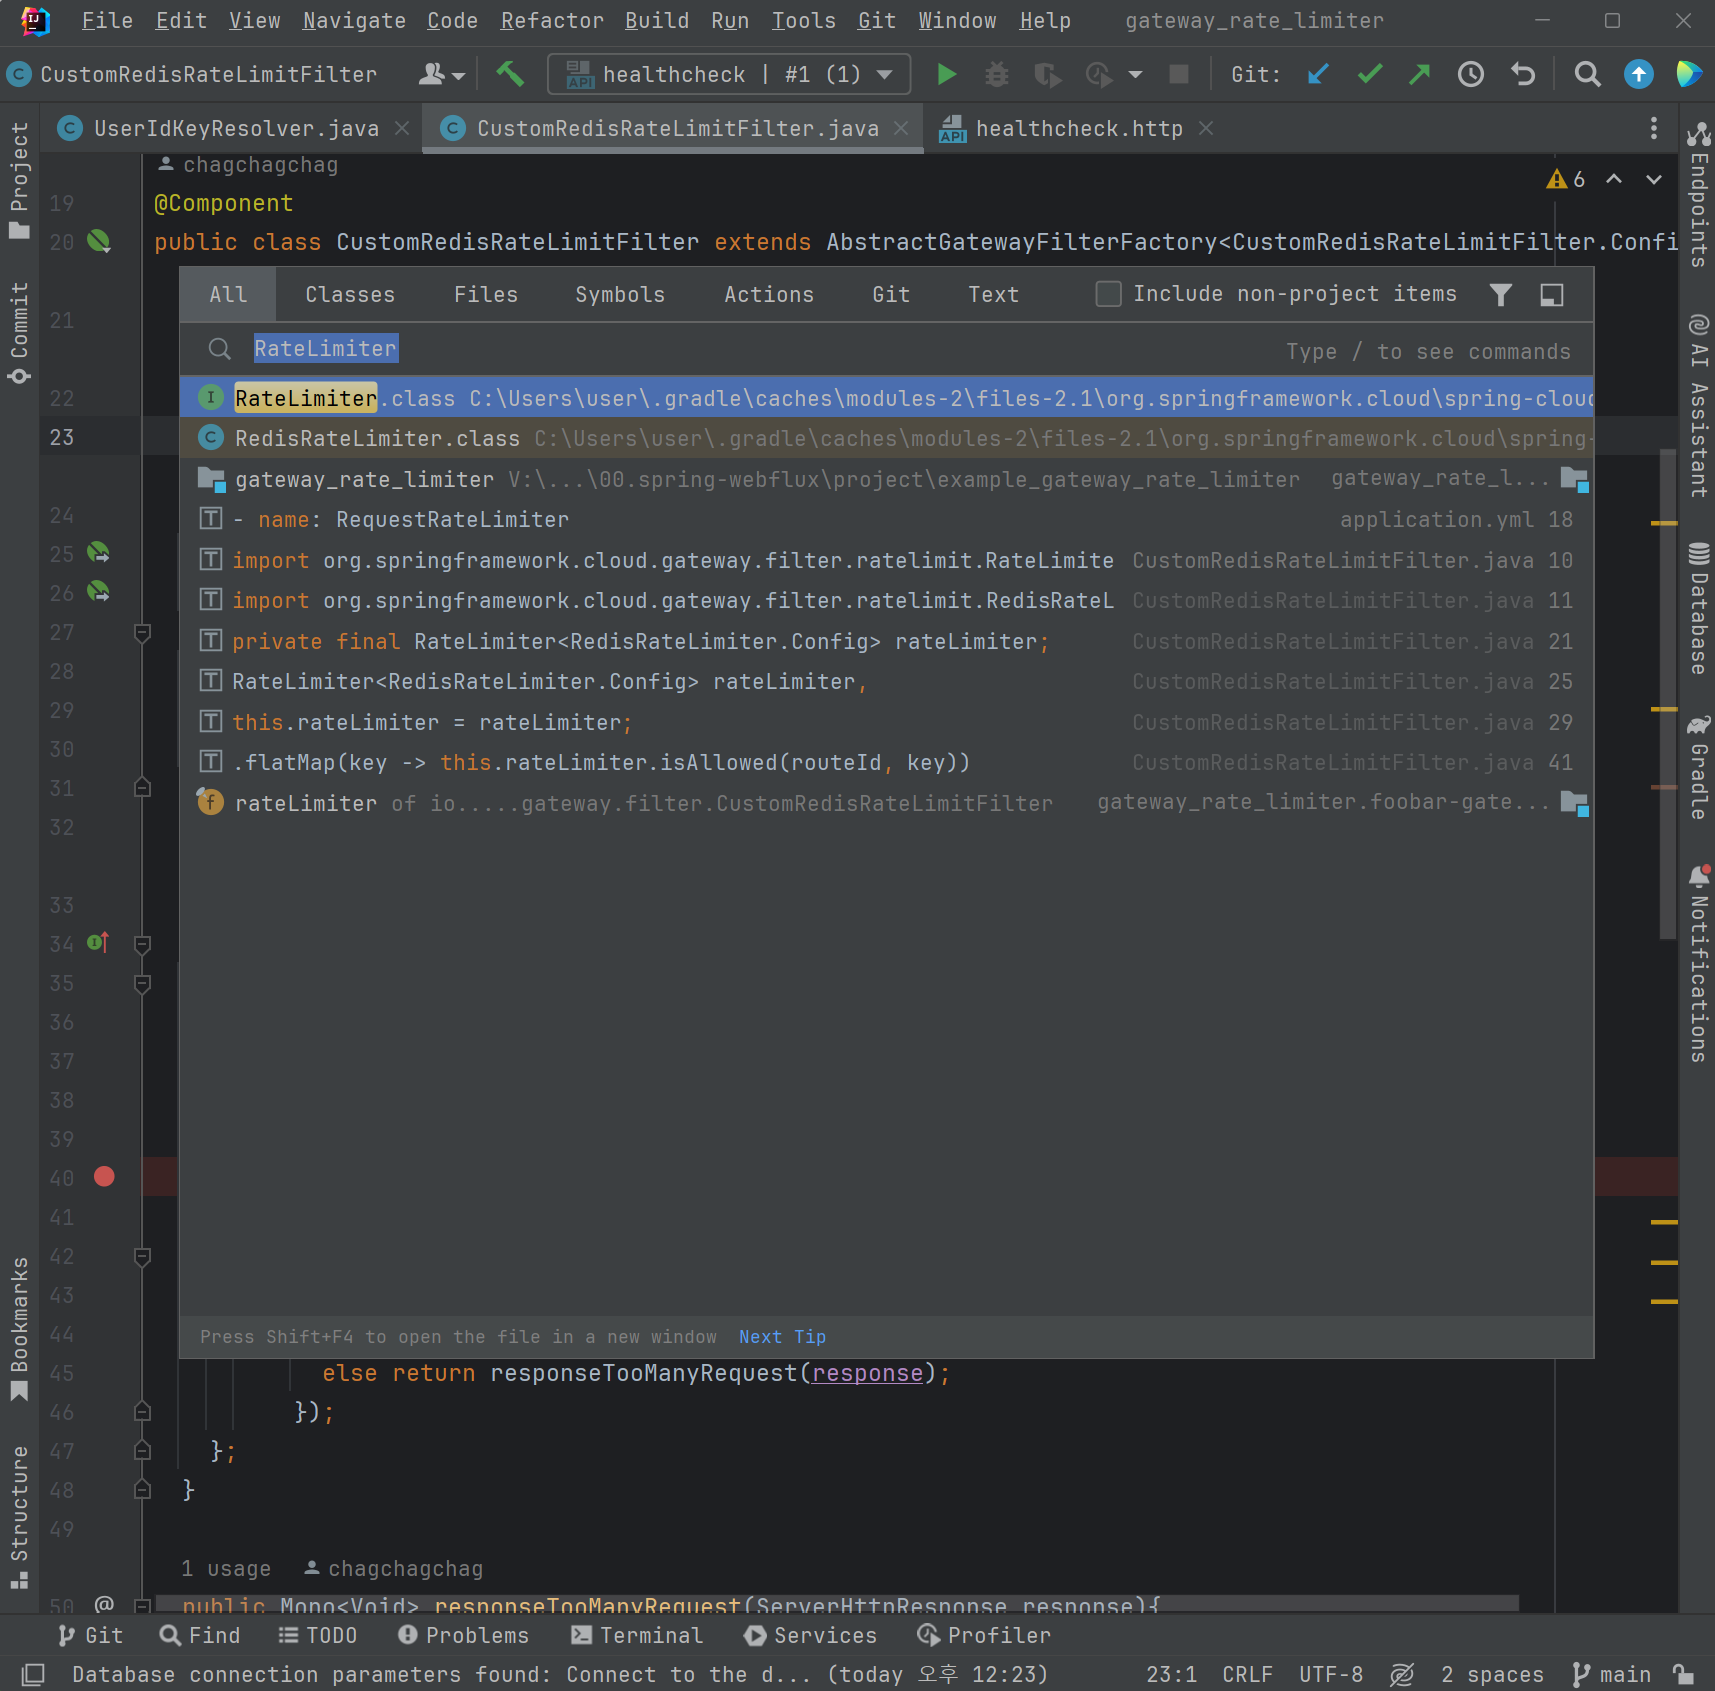 File Edit View Navigate Code Refactor Build Run Tools Git Window Help gateway_rate_limiter
CustomRedisRateLimitFilter healthcheck | #1 (1) Git:
UserIdKeyResolver.java CustomRedisRateLimitFilter.java healthcheck.http
chagchagchag
6
19 @Component
20 public class CustomRedisRateLimitFilter extends AbstractGatewayFilterFactory<CustomRedisRateLimitFilter.Confi
All Classes Files Symbols Actions Git Text Include non-project items
21
RateLimiter Type / to see commands
22
RateLimiter.class C:\Users\user\.gradle\caches\modules-2\files-2.1\org.springframework.cloud\spring-cloud
23
RedisRateLimiter.class C:\Users\user\.gradle\caches\modules-2\files-2.1\org.springframework.cloud\spring-
gateway_rate_limiter V:\...\00.spring-webflux\project\example_gateway_rate_limiter gateway_rate_l...
24
- name: RequestRateLimiter application.yml 18
25
import org.springframework.cloud.gateway.filter.ratelimit.RateLimite CustomRedisRateLimitFilter.java 10
26
import org.springframework.cloud.gateway.filter.ratelimit.RedisRateL CustomRedisRateLimitFilter.java 11
27
private final RateLimiter<RedisRateLimiter.Config> rateLimiter; CustomRedisRateLimitFilter.java 21
28
RateLimiter<RedisRateLimiter.Config> rateLimiter, CustomRedisRateLimitFilter.java 25
29
this.rateLimiter = rateLimiter; CustomRedisRateLimitFilter.java 29
30
.flatMap(key -> this.rateLimiter.isAllowed(routeId, key)) CustomRedisRateLimitFilter.java 41
31
rateLimiter of io.....gateway.filter.CustomRedisRateLimitFilter gateway_rate_limiter.foobar-gate...
32
33
34
35
36
37
38
39
40
41
42
43
44
Press Shift+F4 to open the file in a new window Next Tip
45 else return responseTooManyRequest(response);
46 });
47 };
48 }
49
1 usage chagchagchag
50 @ public Mono<Void> responseTooManyRequest(ServerHttpResponse response){
Project
Commit
Bookmarks
Structure
Endpoints
AI Assistant
Database
Gradle
Notifications
Git Find TODO Problems Terminal Services Profiler
Database connection parameters found: Connect to the d... (today 오후 12:23) 23:1 CRLF UTF-8 2 spaces main